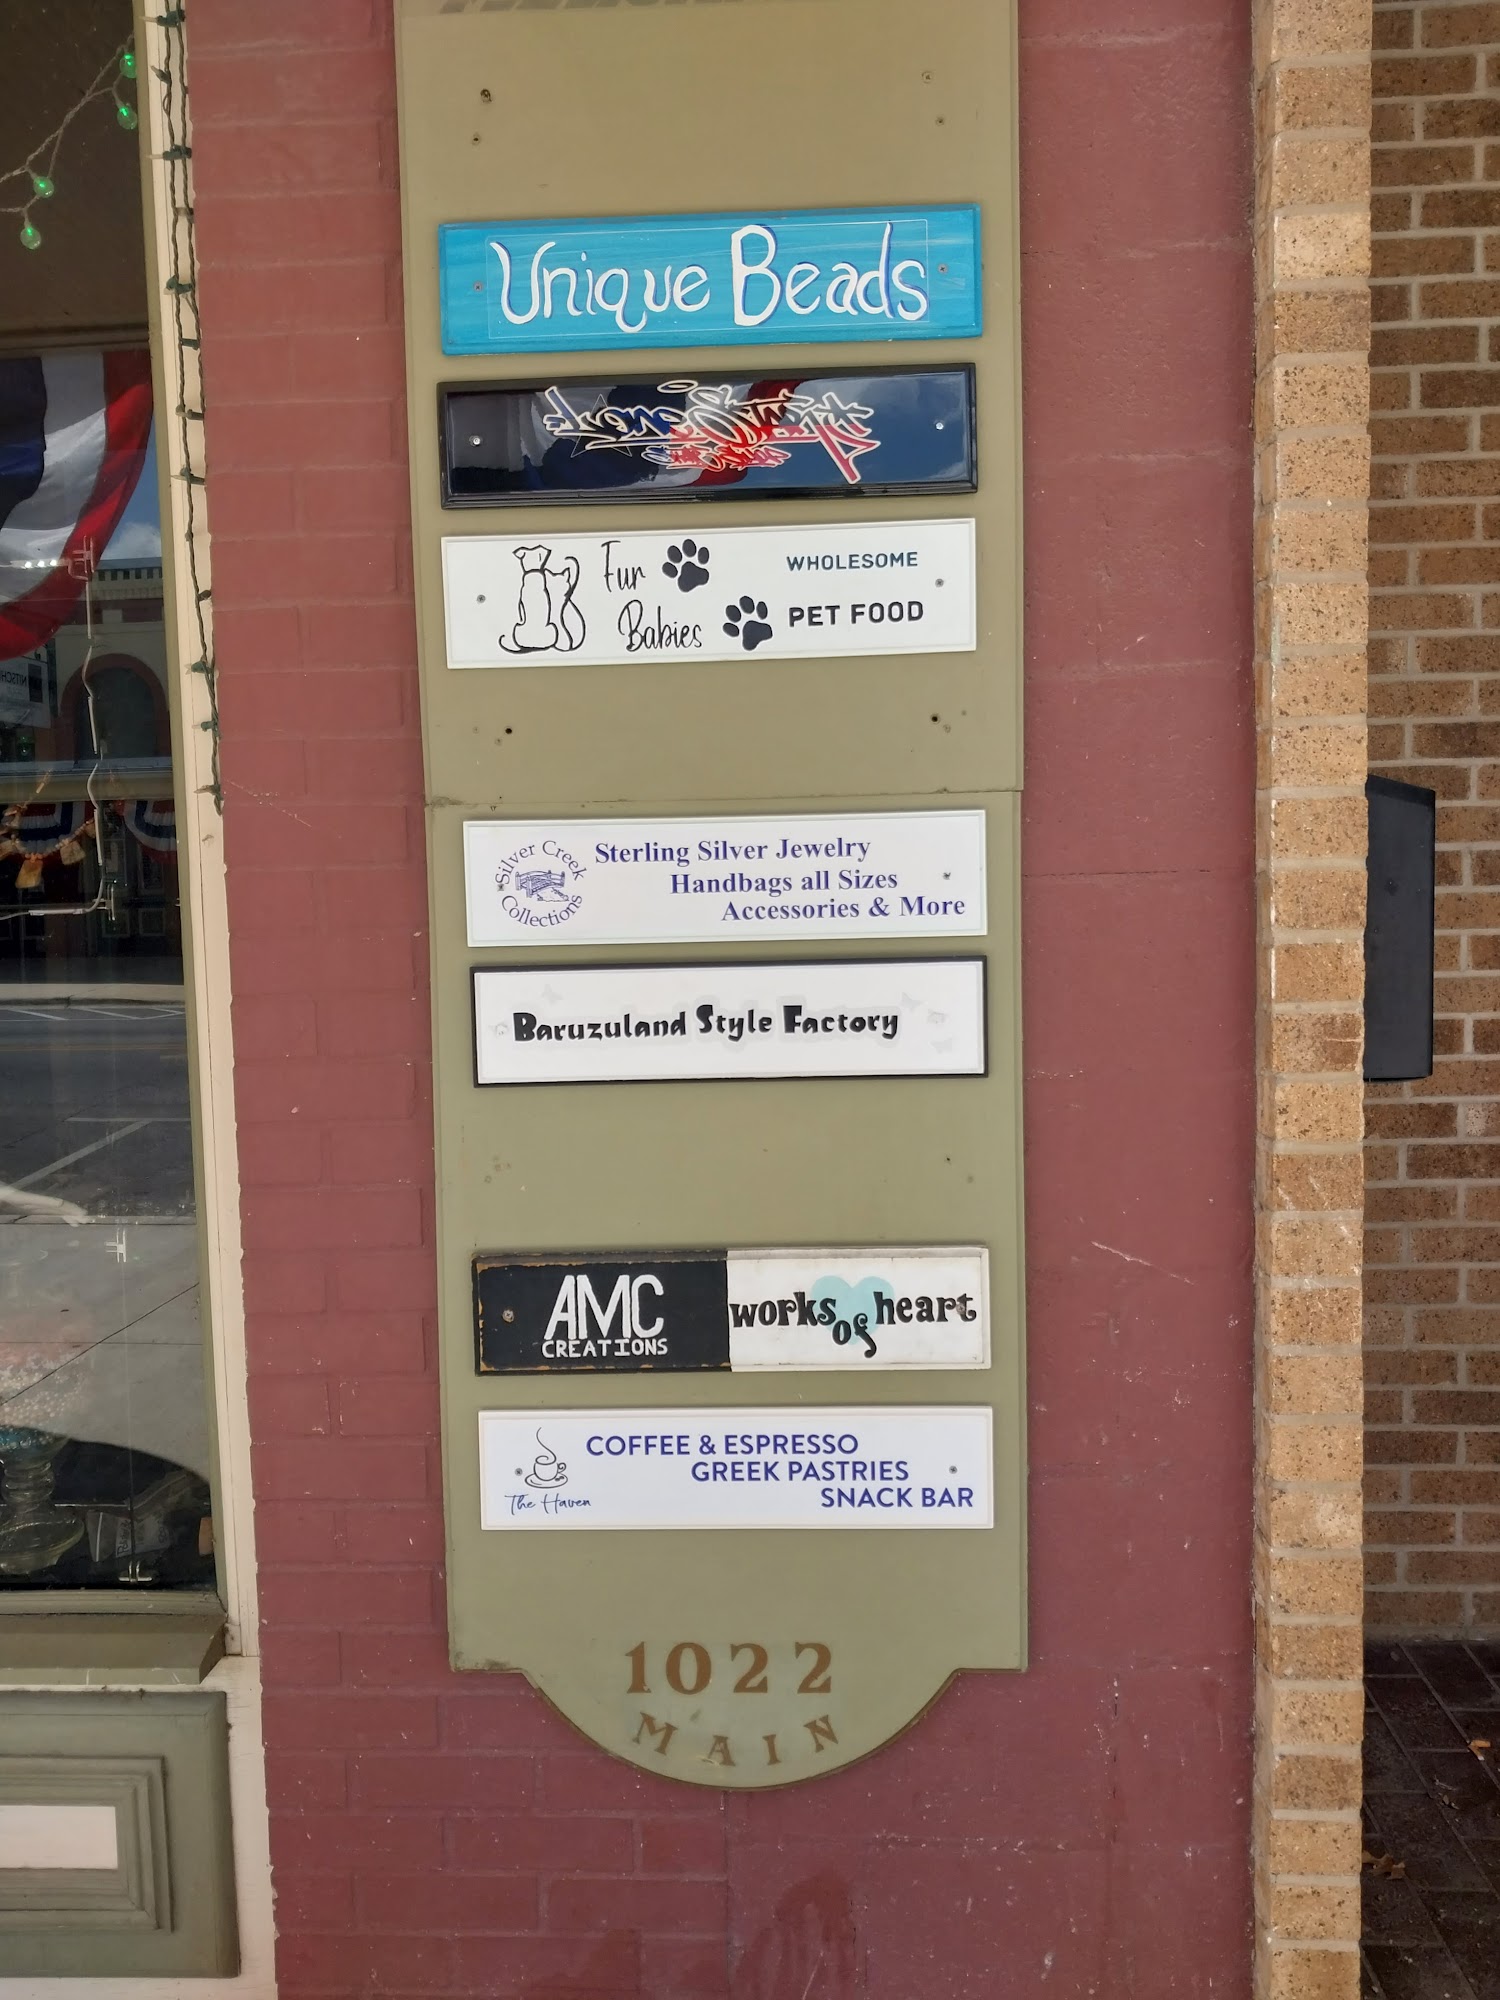 Unique Beads
Fur
Babies
WHOLESOME
PET FOOD
Silver Creek
Collections
Sterling Silver Jewelry
Handbags all Sizes
Accessories & More
Baruzuland Style Factory
AMC
CREATIONS
works of heart
The Haven
COFFEE & ESPRESSO
GREEK PASTRIES
SNACK BAR
1022
MAIN